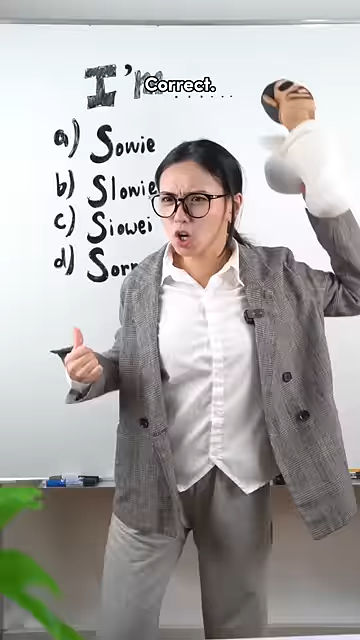 I'm ......
Correct.
a) Sowie
b) Slowie
c) Siowei
d) Sorr